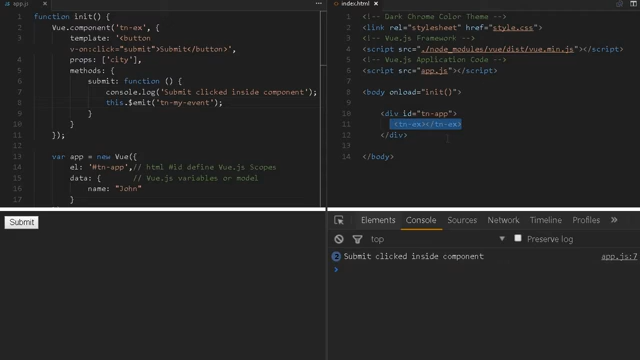 app.js
function init() {
Vue.component('tn-ex', {
template: '<button
v-on:click="submit">Submit</button>',
props: ['city'],
methods: {
submit: function () {
console.log('Submit clicked inside component');
this.$emit('tn-my-event');
}
}
});
var app = new Vue({
el: '#tn-app',// html #id define Vue.js Scopes
data: { // Vue.js variables or model
name: "John"
}
index.html
<!-- Dark Chrome Color Theme -->
<link rel="stylesheet" href="style.css">
<!-- Vue.js Framework -->
<script src="./node_modules/vue/dist/vue.min.js"></script>
<!-- Vue.js Application Code -->
<script src="app.js"></script>
<body onload="init()">
<div id="tn-app">
<tn-ex></tn-ex>
</div>
</body>
Submit
Elements Console Sources Network Timeline Profiles
top Preserve log
2 Submit clicked inside component app.js:7